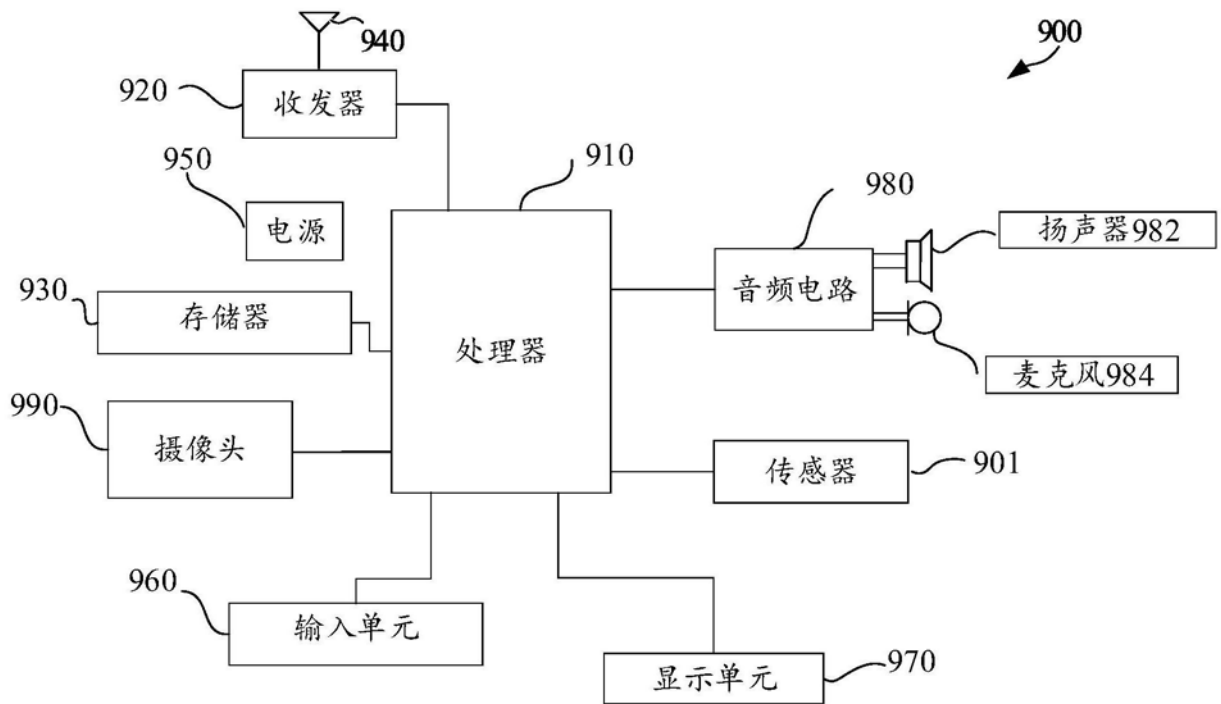 940
900
920
收发器
950
910
电源
980
扬声器982
930
存储器
音频电路
处理器
麦克风984
990
摄像头
传感器
901
960
输入单元
显示单元
970